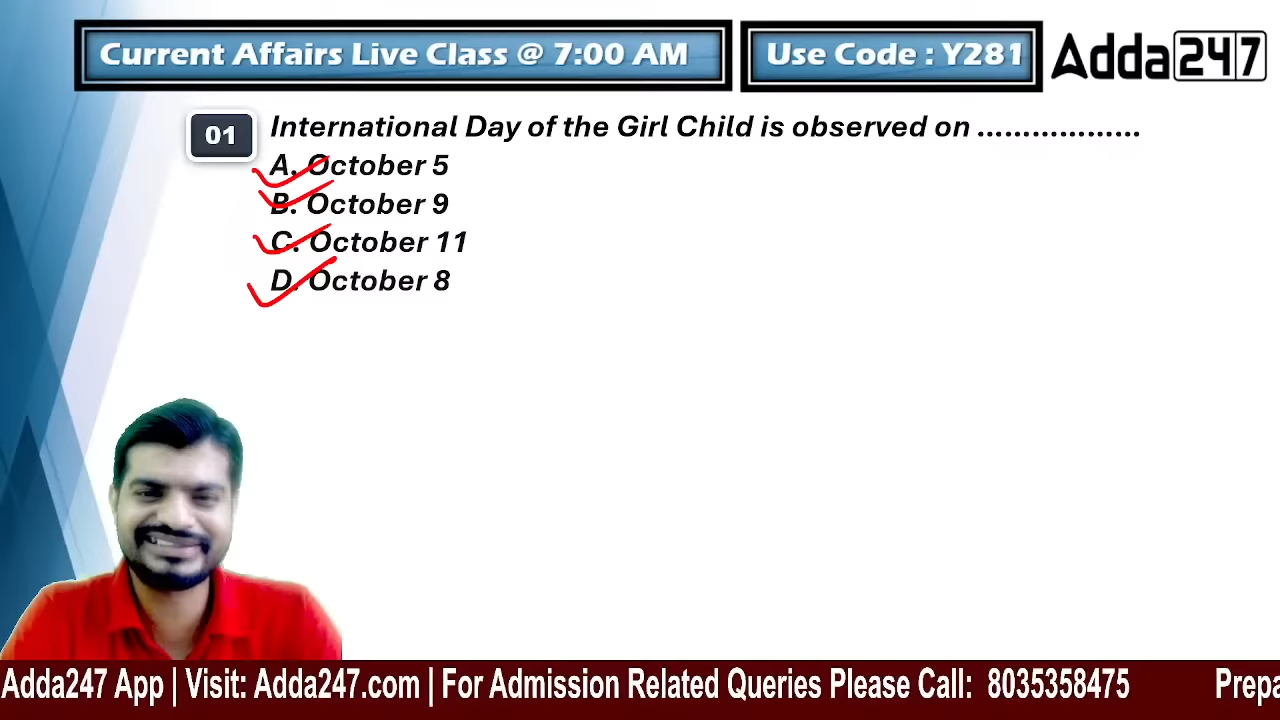 Current Affairs Live Class @ 7:00 AM
Use Code : Y281
Adda247
01
International Day of the Girl Child is observed on ..................
A. October 5
B. October 9
C. October 11
D. October 8
Adda247 App | Visit: Adda247.com | For Admission Related Queries Please Call: 8035358475 Prepa